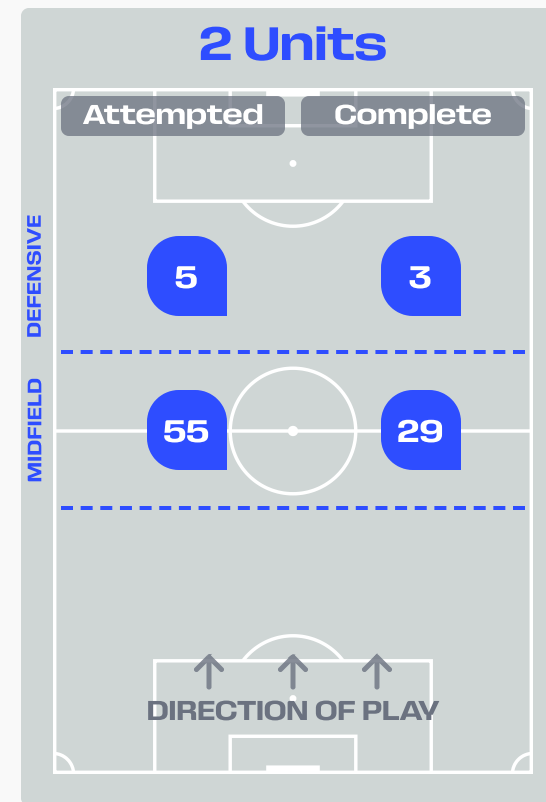 2 Units
Attempted Complete
DEFENSIVE
5 3
MIDFIELD
55 29
DIRECTION OF PLAY